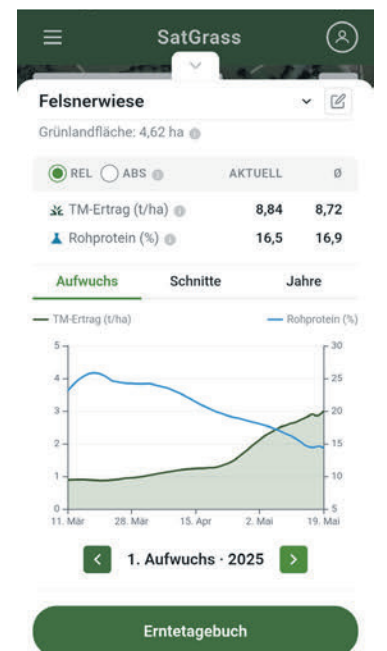 SatGrass
Felsnerwiese
Grünlandfläche: 4,62 ha
REL ABS AKTUELL Ø
TM-Ertrag (t/ha) 8,84 8,72
Rohprotein (%) 16,5 16,9
Aufwuchs Schnitte Jahre
TM-Ertrag (t/ha) Rohprotein (%)
5 30
4 25
3 20
2 15
1 10
0 5
11. Mär 28. Mär 15. Apr 2. Mai 19. Mai
1. Aufwuchs · 2025
Erntetagebuch